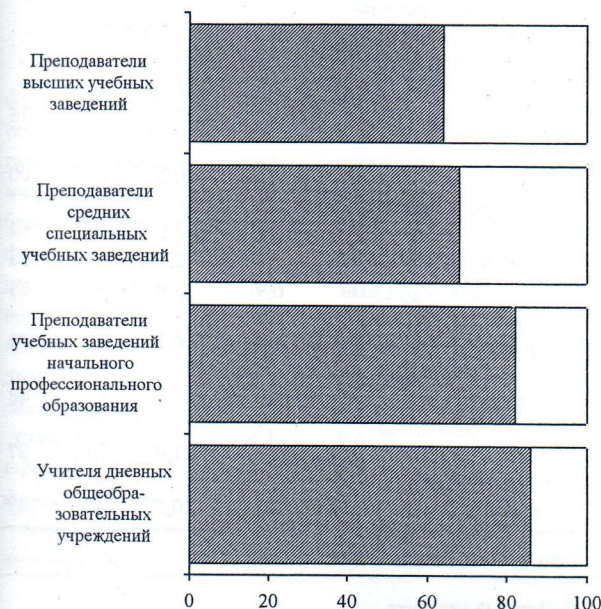 Преподаватели
высших учебных
заведений
Преподаватели
средних
специальных
учебных заведений
Преподаватели
учебных заведений
начального
профессионального
образования
Учителя дневных
общеобра-
зовательных
учреждений
0 20 40 60 80 100